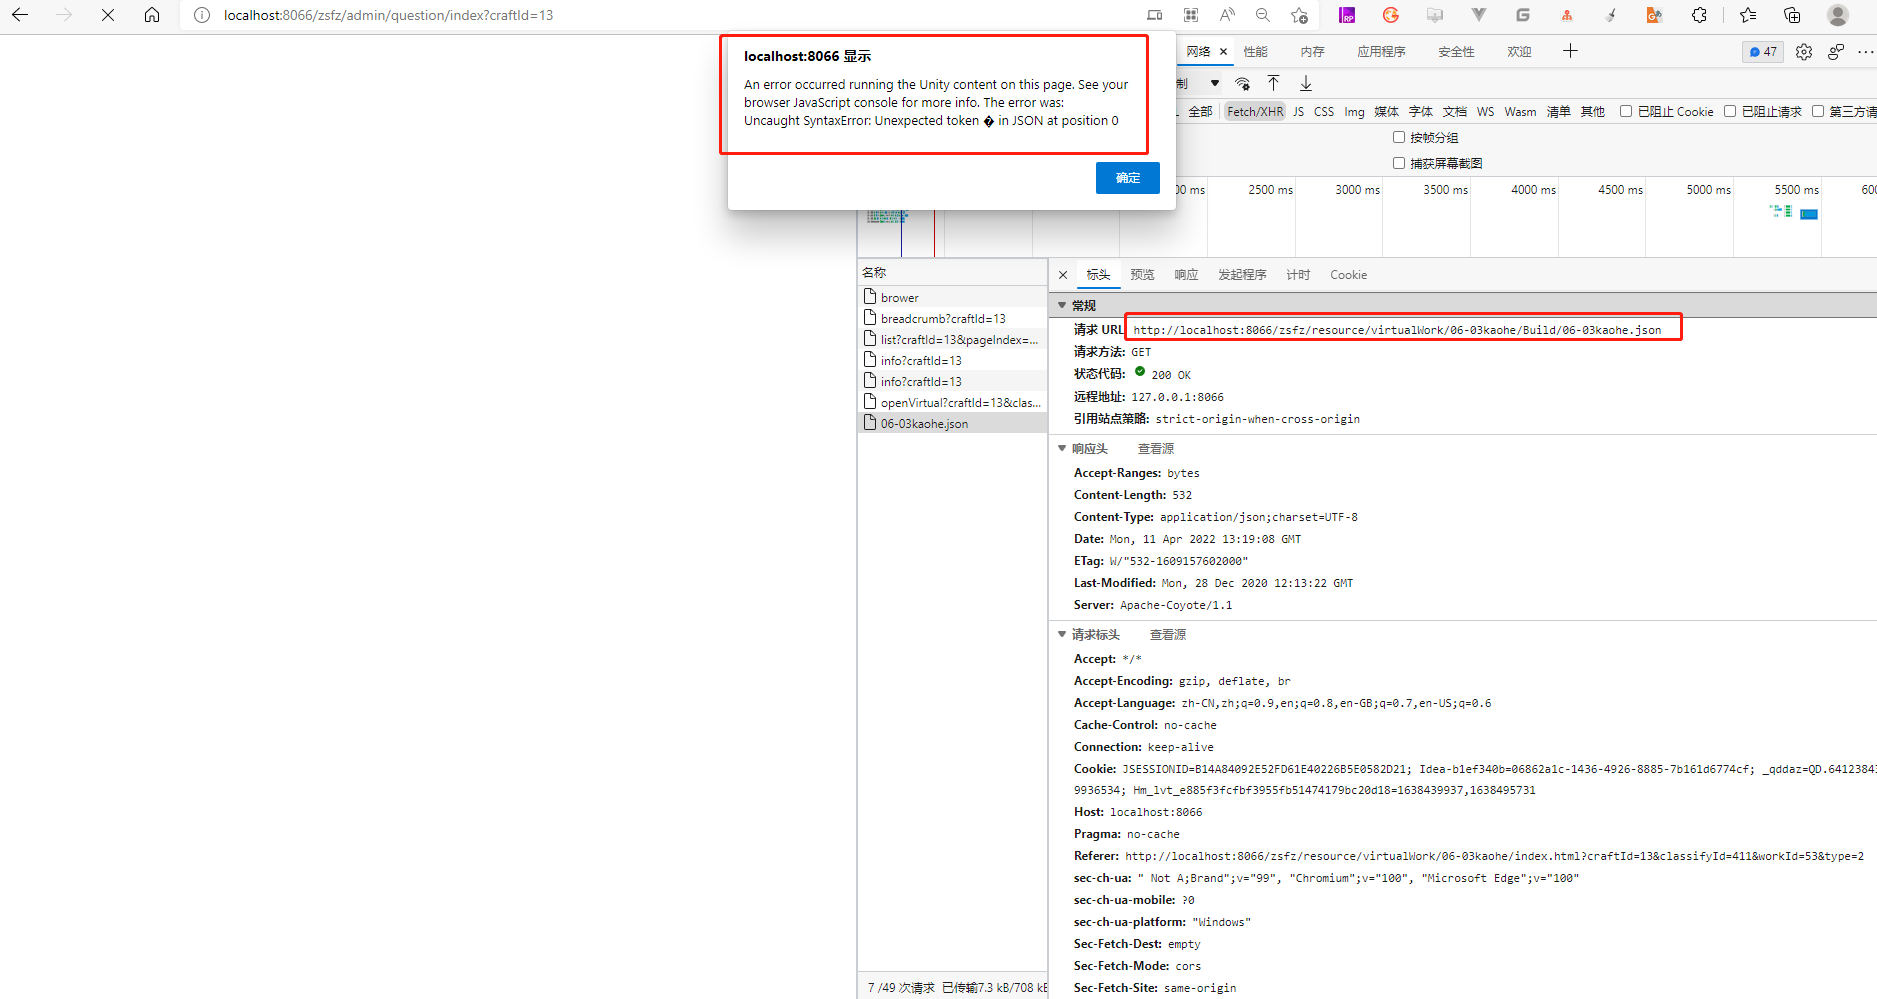 localhost:8066/zsfz/admin/question/index?craftId=13
localhost:8066 显示
An error occurred running the Unity content on this page. See your
browser JavaScript console for more info. The error was:
Uncaught SyntaxError: Unexpected token � in JSON at position 0
确定
网络 性能 内存 应用程序 安全性 欢迎 47
制
全部 Fetch/XHR JS CSS Img 媒体 字体 文档 WS Wasm 清单 其他 已阻止 Cookie 已阻止请求 第三方请
按帧分组
捕获屏幕截图
00 ms 2500 ms 3000 ms 3500 ms 4000 ms 4500 ms 5000 ms 5500 ms 600
名称
brower
breadcrumb?craftId=13
list?craftId=13&pageIndex=...
info?craftId=13
info?craftId=13
openVirtual?craftId=13&clas...
06-03kaohe.json
7 /49 次请求 已传输7.3 kB/708 kB
标头 预览 响应 发起程序 计时 Cookie
常规
请求 URL http://localhost:8066/zsfz/resource/virtualWork/06-03kaohe/Build/06-03kaohe.json
请求方法: GET
状态代码: 200 OK
远程地址: 127.0.0.1:8066
引用站点策略: strict-origin-when-cross-origin
响应头 查看源
Accept-Ranges: bytes
Content-Length: 532
Content-Type: application/json;charset=UTF-8
Date: Mon, 11 Apr 2022 13:19:08 GMT
ETag: W/"532-1609157602000"
Last-Modified: Mon, 28 Dec 2020 12:13:22 GMT
Server: Apache-Coyote/1.1
请求标头 查看源
Accept: */*
Accept-Encoding: gzip, deflate, br
Accept-Language: zh-CN,zh;q=0.9,en;q=0.8,en-GB;q=0.7,en-US;q=0.6
Cache-Control: no-cache
Connection: keep-alive
Cookie: JSESSIONID=B14A84092E52FD61E40226B5E0582D21; Idea-b1ef340b=06862a1c-1436-4926-8885-7b161d6774cf; _qddaz=QD.64123843
9936534; Hm_lvt_e885f3fcfbf3955fb51474179bc20d18=1638439937,1638495731
Host: localhost:8066
Pragma: no-cache
Referer: http://localhost:8066/zsfz/resource/virtualWork/06-03kaohe/index.html?craftId=13&classifyId=411&workId=53&type=2
sec-ch-ua: " Not A;Brand";v="99", "Chromium";v="100", "Microsoft Edge";v="100"
sec-ch-ua-mobile: ?0
sec-ch-ua-platform: "Windows"
Sec-Fetch-Dest: empty
Sec-Fetch-Mode: cors
Sec-Fetch-Site: same-origin